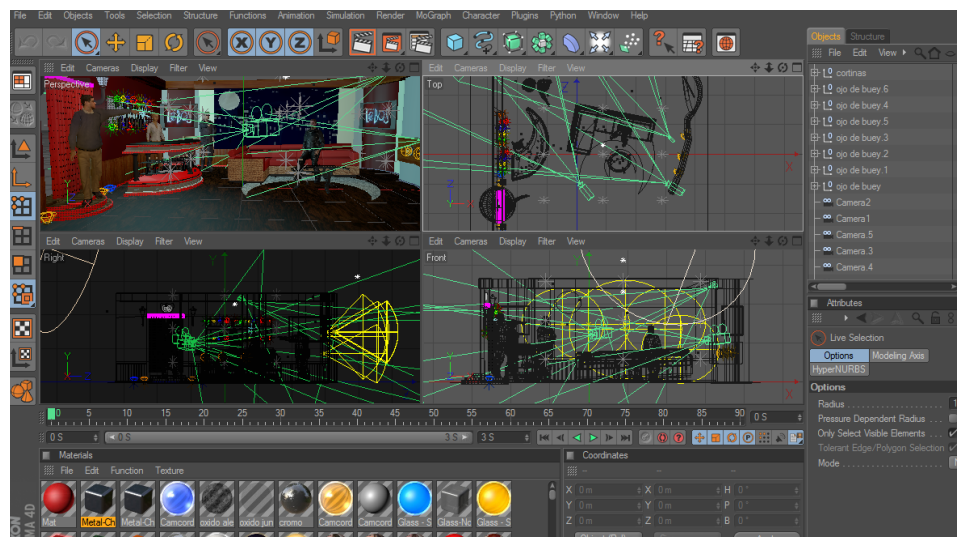 File Edit Objects Tools Selection Structure Functions Animation Simulation Render MoGraph Character Plugins Python Window Help
Objects Structure
File Edit View
Edit Cameras Display Filter View
Edit Cameras Display Filter View
Perspective
Top
cortinas
ojo de buey.6
ojo de buey.4
ojo de buey.5
ojo de buey.3
ojo de buey.2
ojo de buey.1
ojo de buey
Camera2
Camera1
Camera.5
Camera.3
Camera.4
Edit Cameras Display Filter View
Edit Cameras Display Filter View
Right
Front
Attributes
Live Selection
Options Modeling Axis
HyperNURBS
Options
Radius
Pressure Dependent Radius
Only Select Visible Elements
Tolerant Edge/Polygon Selection
Mode
0 5 10 15 20 25 30 35 40 45 50 55 60 65 70 75 80 85 90 0 S
0 S 0 S 3 S 3 S
Materials
Coordinates
File Edit Function Texture
X 0 m X 0 m H 0 °
Y 0 m Y 0 m P 0 °
Z 0 m Z 0 m B 0 °
Mat Metal-Ch Metal-Ch Camcord oxido ale oxido jun cromo Camcord Camcord Glass - S Glass-No Glass - S
MA 4D